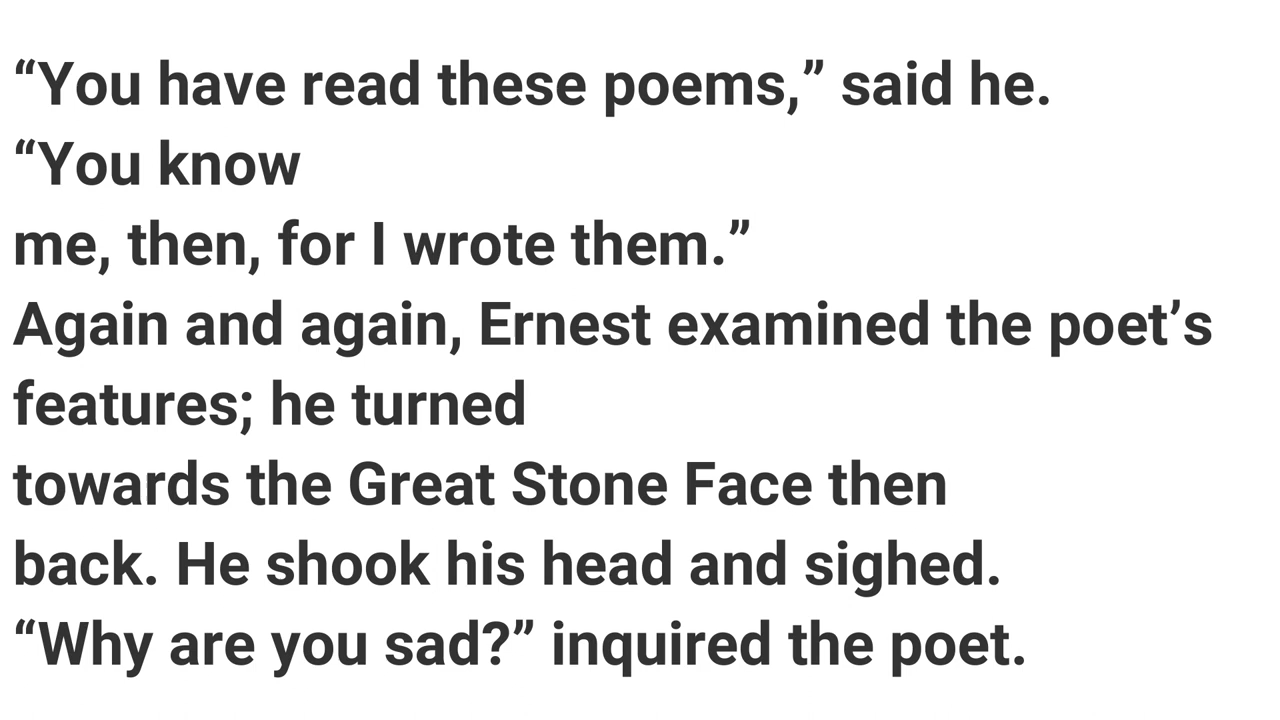 “You have read these poems,” said he.
“You know
me, then, for I wrote them.”
Again and again, Ernest examined the poet’s
features; he turned
towards the Great Stone Face then
back. He shook his head and sighed.
“Why are you sad?” inquired the poet.